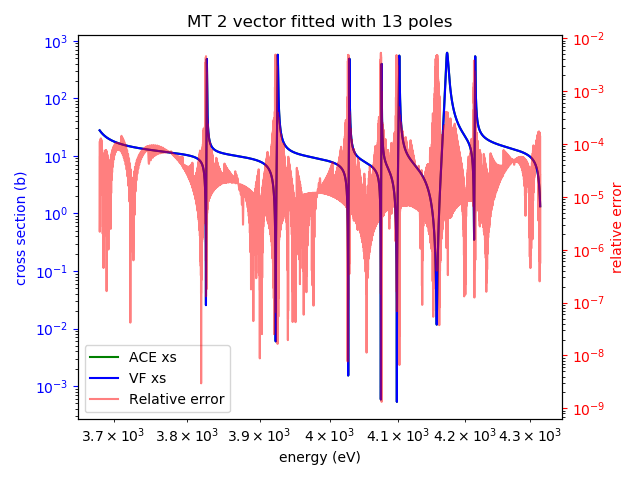 MT 2 vector fitted with 13 poles
10³
10²
10¹
10⁰
10⁻¹
10⁻²
10⁻³
cross section (b)
10⁻²
10⁻³
10⁻⁴
10⁻⁵
10⁻⁶
10⁻⁷
10⁻⁸
10⁻⁹
relative error
ACE xs
VF xs
Relative error
3.7 × 10³ 3.8 × 10³ 3.9 × 10³ 4 × 10³ 4.1 × 10³ 4.2 × 10³ 4.3 × 10³
energy (eV)